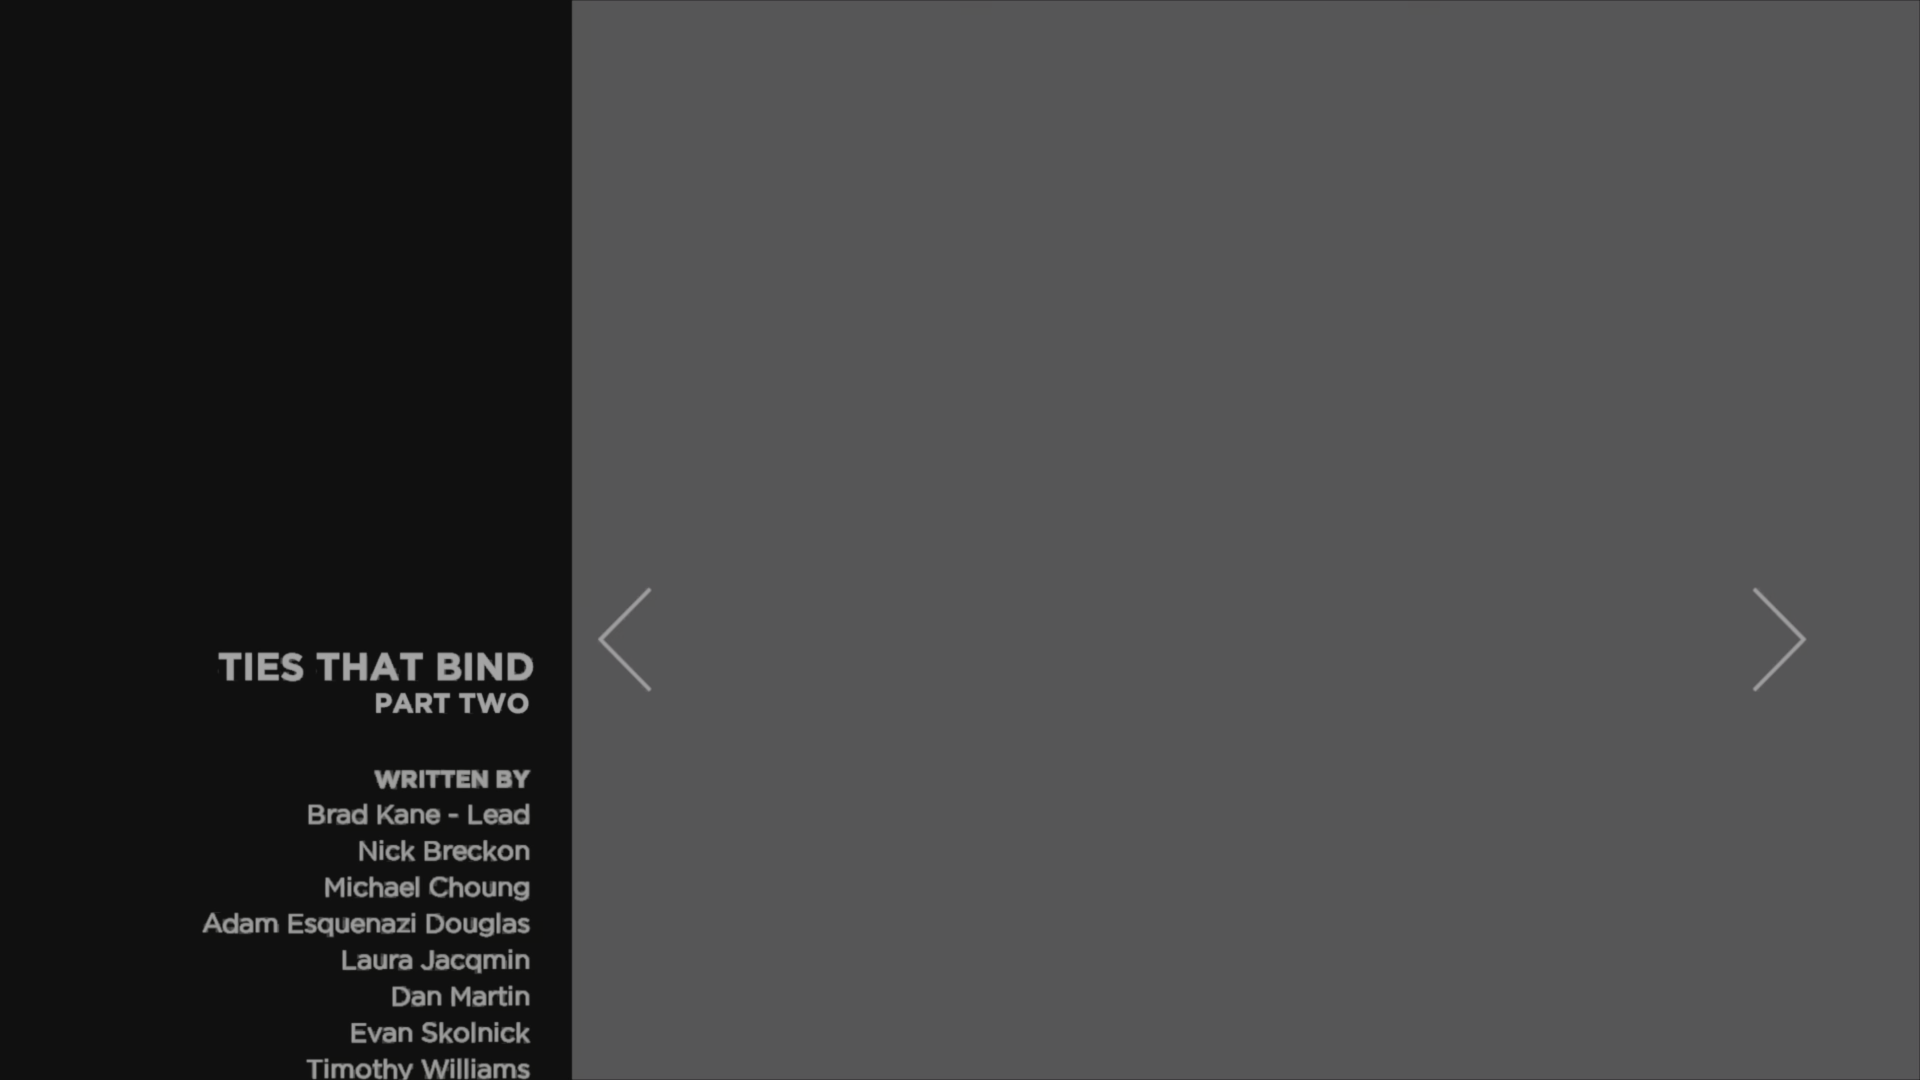 TIES THAT BIND
PART TWO
WRITTEN BY
Brad Kane - Lead
Nick Breckon
Michael Choung
Adam Esquenazi Douglas
Laura Jacqmin
Dan Martin
Evan Skolnick
Timothy Williams